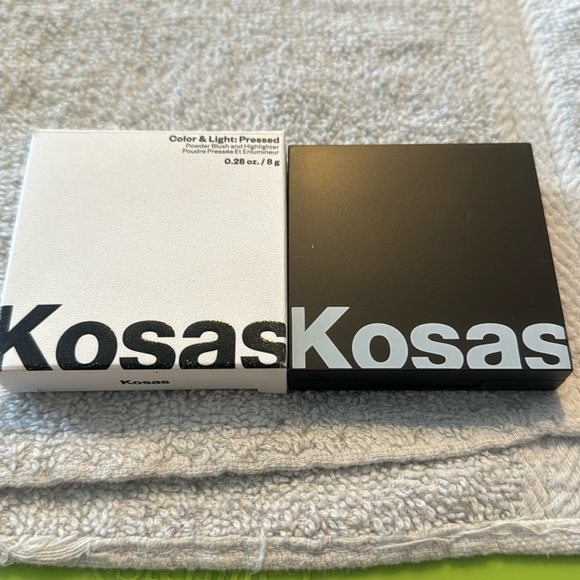 Color & Light: Pressed
Powder Blush and Highlighter
Poudre Pressée Et Enlumineur
0.28 oz. / 8 g
Kosas
Kosas
Kosas